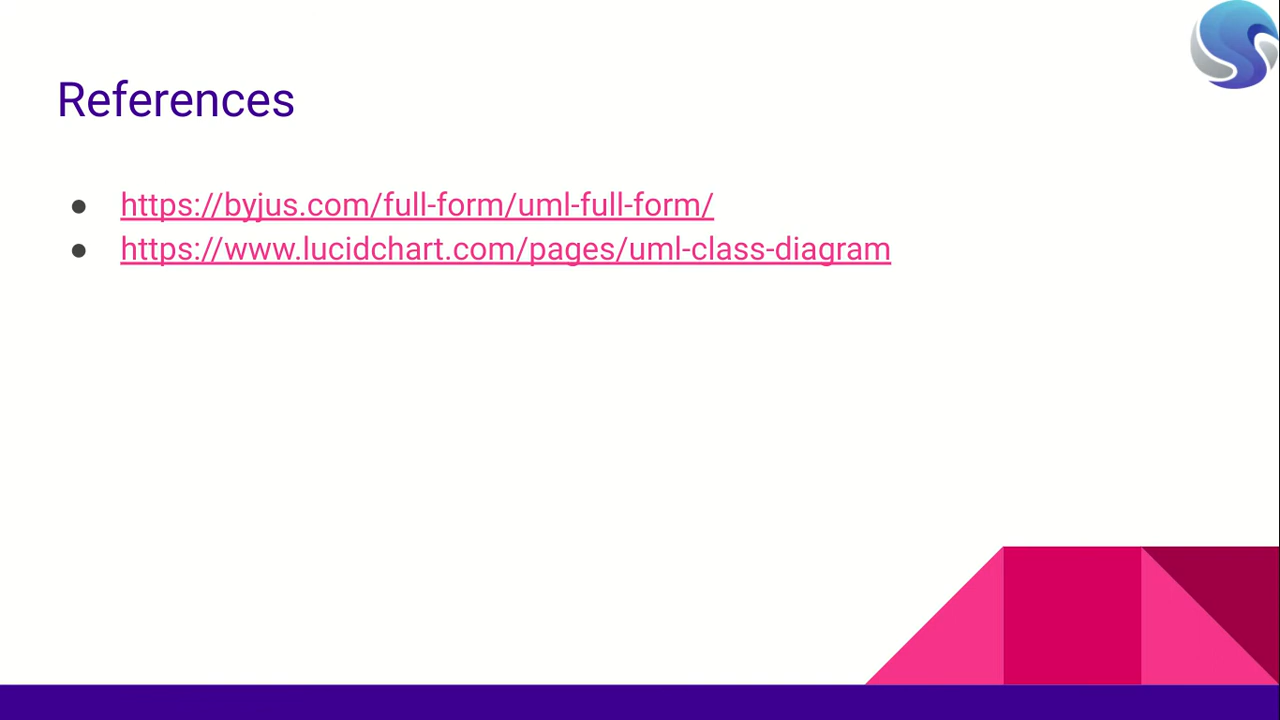 References
● https://byjus.com/full-form/uml-full-form/
● https://www.lucidchart.com/pages/uml-class-diagram